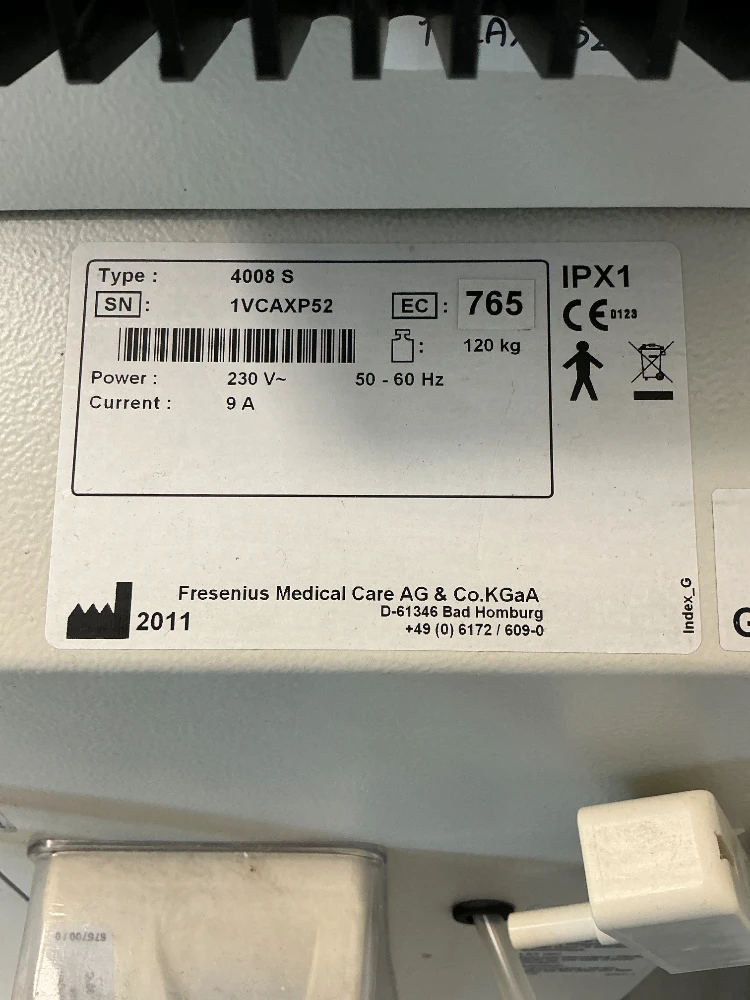 Type : 4008 S
SN : 1VCAXP52 EC : 765
: 120 kg
Power : 230 V~ 50 - 60 Hz
Current : 9 A
IPX1
CE 0123
Fresenius Medical Care AG & Co.KGaA
D-61346 Bad Homburg
+49 (0) 6172 / 609-0
2011
Index_G
G